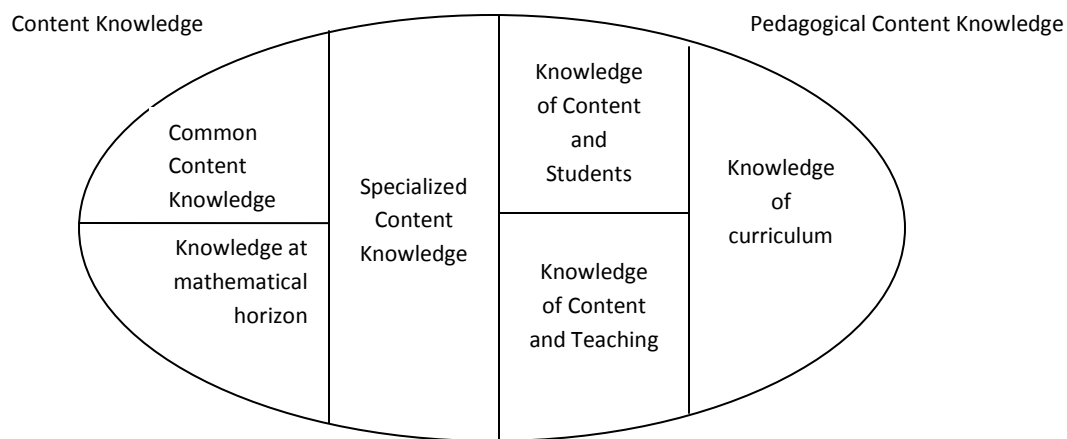 Content Knowledge
Pedagogical Content Knowledge
Common
Content
Knowledge
Knowledge at
mathematical
horizon
Specialized
Content
Knowledge
Knowledge
of Content
and
Students
Knowledge
of Content
and Teaching
Knowledge
of
curriculum